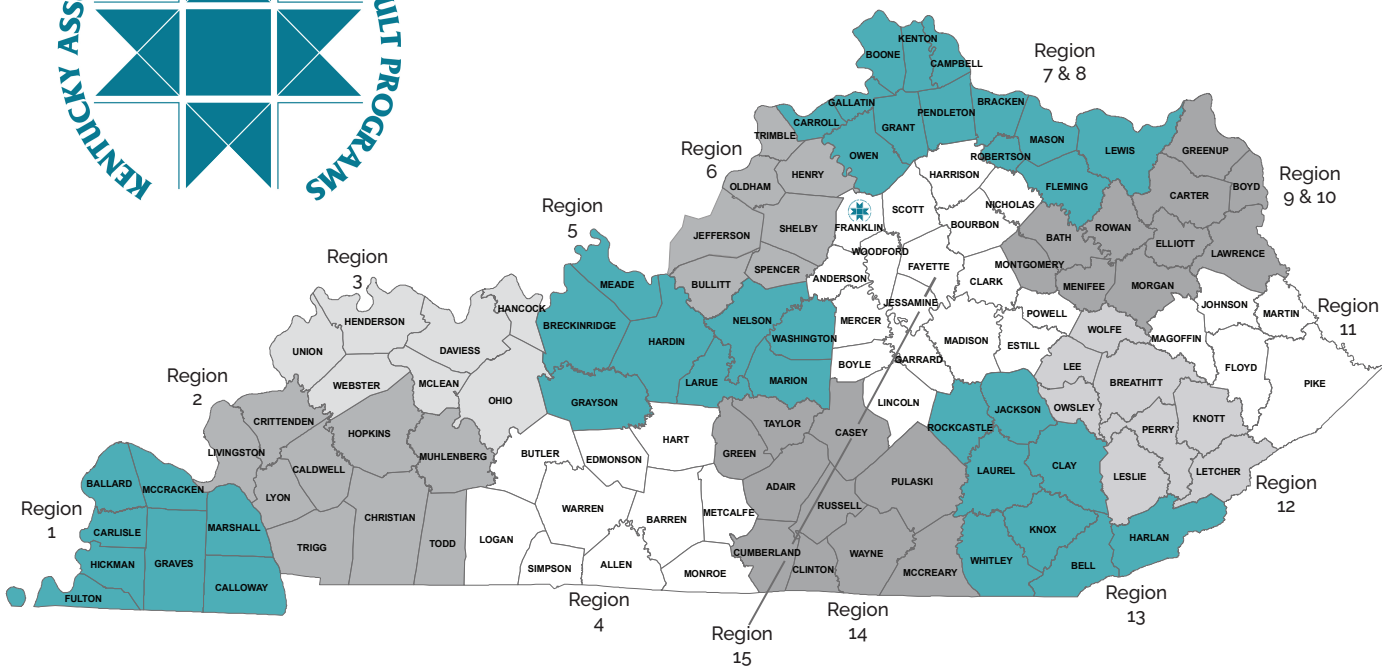 KENTUCKY ASS
ULT PROGRAMS
KENTON
BOONE
CAMPBELL
Region
7 & 8
GALLATIN
BRACKEN
PENDLETON
CARROLL
GRANT
TRIMBLE
MASON
Region
6
OWEN
ROBERTSON
LEWIS
GREENUP
HENRY
HARRISON
OLDHAM
FLEMING
BOYD
CARTER
Region
9 & 10
NICHOLAS
SCOTT
Region
5
FRANKLIN
BOURBON
SHELBY
ROWAN
JEFFERSON
BATH
ELLIOTT
WOODFORD
LAWRENCE
FAYETTE
MONTGOMERY
SPENCER
ANDERSON
CLARK
Region
3
MEADE
BULLITT
MENIFEE
MORGAN
JESSAMINE
JOHNSON
HANCOCK
MARTIN
Region
11
POWELL
HENDERSON
BRECKINRIDGE
NELSON
MERCER
WOLFE
WASHINGTON
MAGOFFIN
HARDIN
MADISON
ESTILL
UNION
DAVIESS
GARRARD
BOYLE
LEE
FLOYD
Region
2
WEBSTER
MCLEAN
LARUE
MARION
BREATHITT
PIKE
OHIO
GRAYSON
LINCOLN
OWSLEY
JACKSON
CRITTENDEN
KNOTT
TAYLOR
ROCKCASTLE
PERRY
HOPKINS
CASEY
HART
LIVINGSTON
BUTLER
GREEN
MUHLENBERG
EDMONSON
CLAY
CALDWELL
LAUREL
LETCHER
LESLIE
BALLARD
MCCRACKEN
PULASKI
Region
12
ADAIR
LYON
RUSSELL
Region
1
WARREN
METCALFE
CHRISTIAN
BARREN
MARSHALL
KNOX
CARLISLE
HARLAN
LOGAN
TRIGG
TODD
CUMBERLAND
WAYNE
WHITLEY
GRAVES
HICKMAN
ALLEN
BELL
SIMPSON
CLINTON
MONROE
MCCREARY
CALLOWAY
FULTON
Region
4
Region
13
Region
14
Region
15